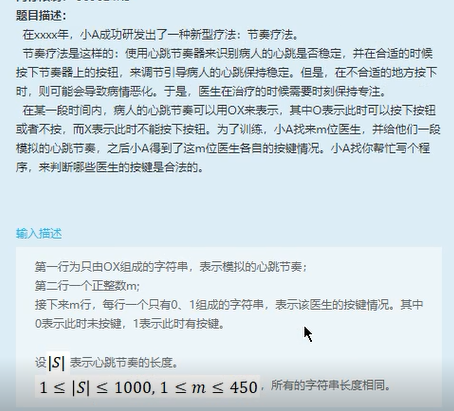 题目描述：
在xxxx年，小A成功研发出了一种新型疗法：节奏疗法。
节奏疗法是这样的：使用心跳节奏器来识别病人的心跳是否稳定，并在合适的时候
按下节奏器上的按钮，来调节引导病人的心跳保持稳定。但是，在不合适的地方按下
时，则可能会导致病情恶化。于是，医生在治疗的时候需要时刻保持专注。
在某一段时间内，病人的心跳节奏可以用OX来表示，其中O表示此时可以按下按钮
或者不按，而X表示此时不能按下按钮。为了训练，小A找来m位医生，并给他们一段
模拟的心跳节奏，之后小A得到了这m位医生各自的按键情况。小A找你帮忙写个程
序，来判断哪些医生的按键是合法的。
输入描述
第一行为只由OX组成的字符串，表示模拟的心跳节奏；
第二行一个正整数m；
接下来m行，每行一个只有0、1组成的字符串，表示该医生的按键情况。其中
0表示此时未按键，1表示此时有按键。
设|S| 表示心跳节奏的长度。
1 ≤ |S| ≤ 1000, 1 ≤ m ≤ 450，所有的字符串长度相同。